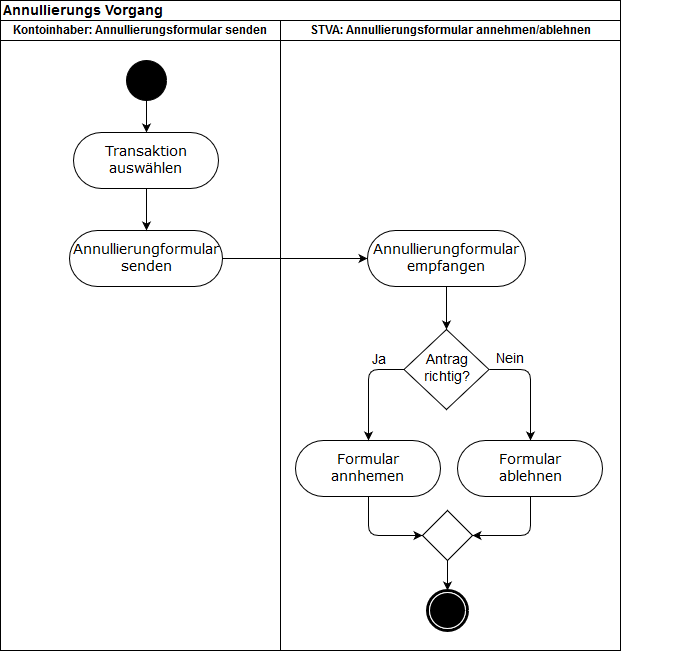 Annullierungs Vorgang
Kontoinhaber: Annullierungsformular senden
STVA: Annullierungsformular annehmen/ablehnen
Transaktion
auswählen
Annullierungformular
senden
Annullierungformular
empfangen
Ja
Antrag
richtig?
Nein
Formular
annhemen
Formular
ablehnen